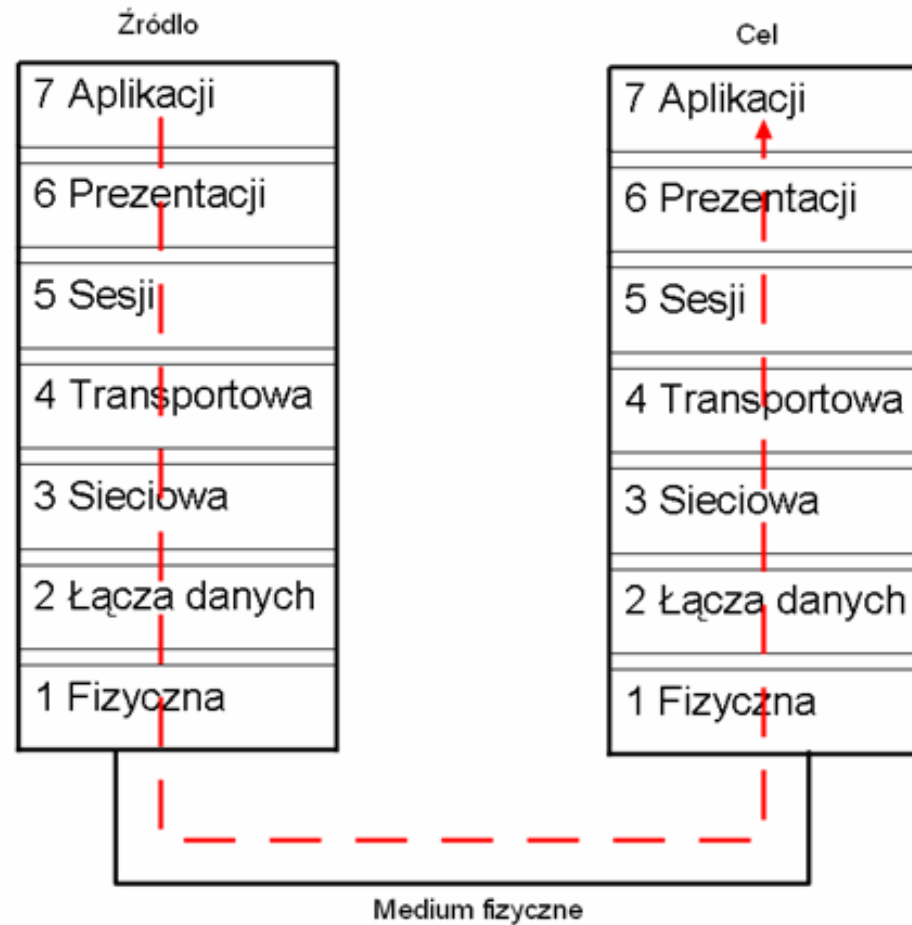 Źródło
7 Aplikacji
6 Prezentacji
5 Sesji
4 Transportowa
3 Sieciowa
2 Łącza danych
1 Fizyczna
Cel
7 Aplikacji
6 Prezentacji
5 Sesji
4 Transportowa
3 Sieciowa
2 Łącza danych
1 Fizyczna
Medium fizyczne